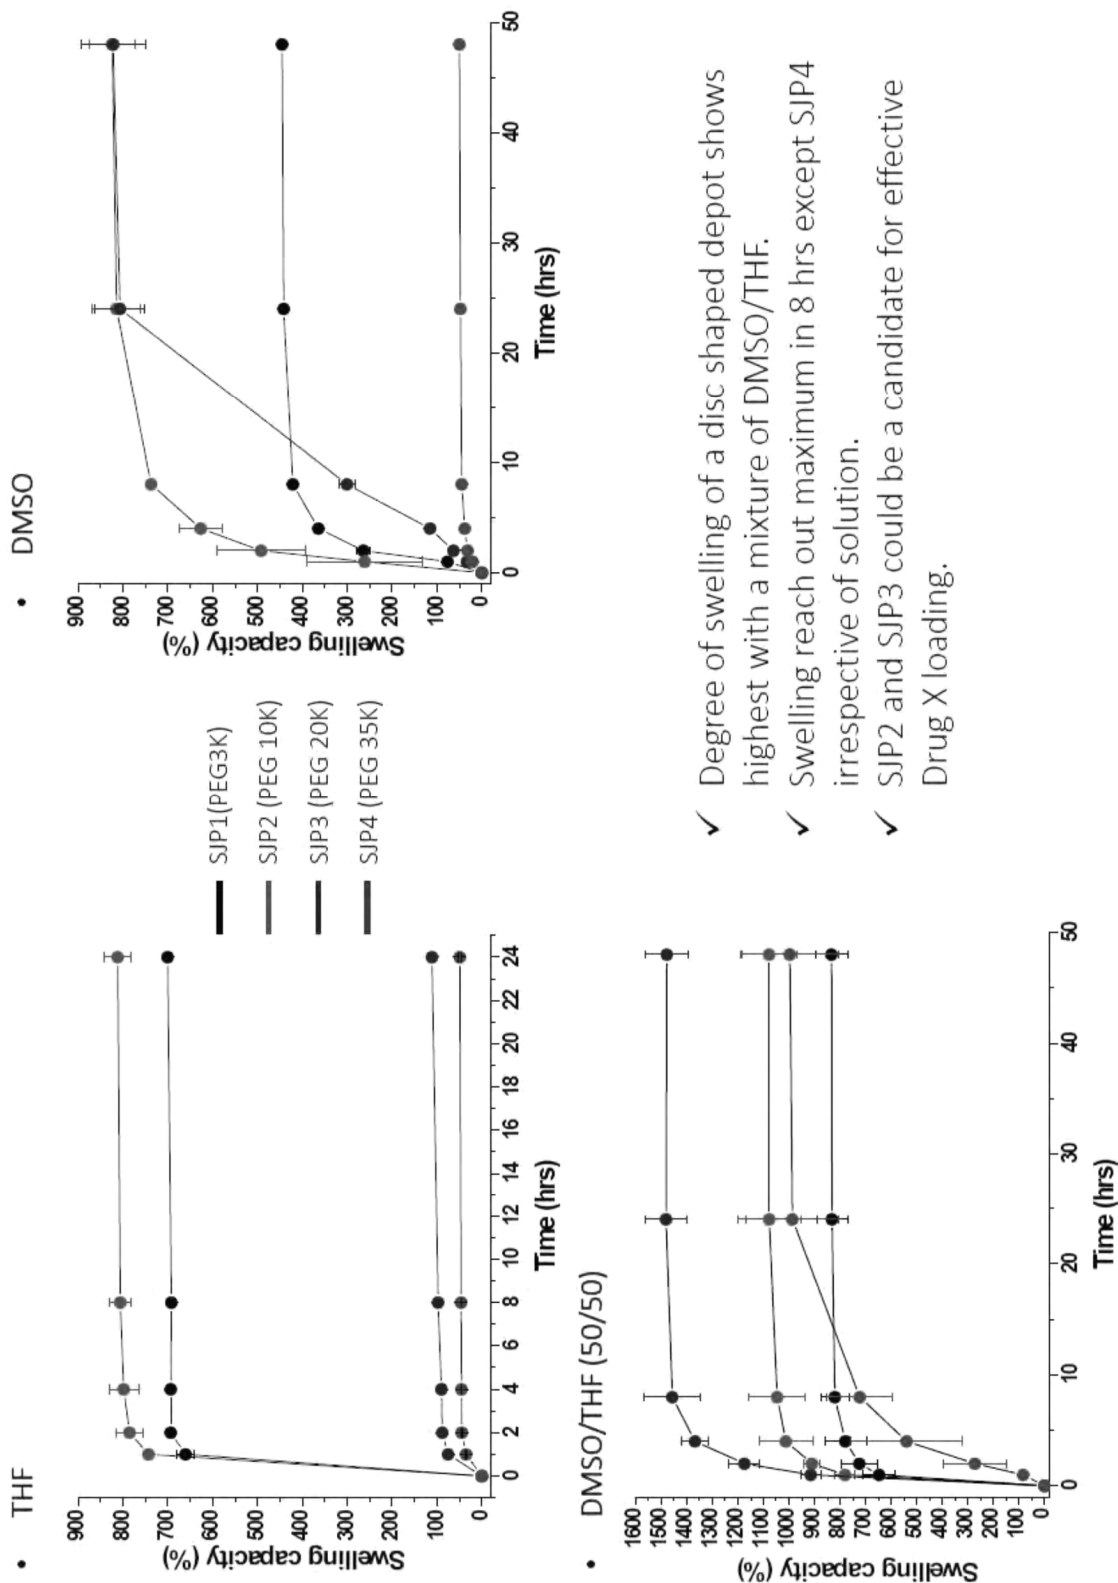 • THF
Swelling capacity (%)
900
800
700
600
500
400
300
200
100
0
0 2 4 6 8 10 12 14 16 18 20 22 24
Time (hrs)
SJP1(PEG3K)
SJP2 (PEG 10K)
SJP3 (PEG 20K)
SJP4 (PEG 35K)
• DMSO
Swelling capacity (%)
900
800
700
600
500
400
300
200
100
0
0 10 20 30 40 50
Time (hrs)
• DMSO/THF (50/50)
Swelling capacity (%)
1600
1500
1400
1300
1200
1100
1000
900
800
700
600
500
400
300
200
100
0
0 10 20 30 40 50
Time (hrs)
✓ Degree of swelling of a disc shaped depot shows
highest with a mixture of DMSO/THF.
✓ Swelling reach out maximum in 8 hrs except SJP4
irrespective of solution.
✓ SJP2 and SJP3 could be a candidate for effective
Drug X loading.